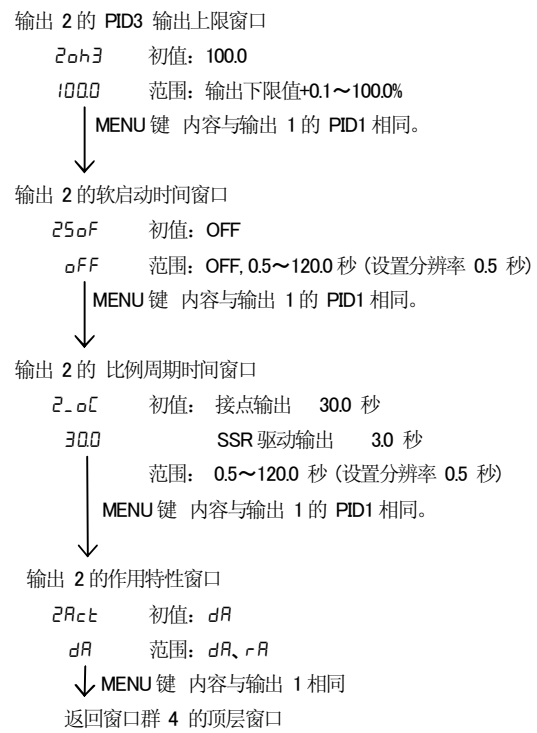 输出 2 的 PID3 输出上限窗口
2oh3 初值：100.0
100.0 范围：输出下限值+0.1～100.0%
MENU 键 内容与输出 1 的 PID1 相同。
输出 2 的软启动时间窗口
2SoF 初值：OFF
oFF 范围：OFF, 0.5～120.0 秒（设置分辨率 0.5 秒）
MENU 键 内容与输出 1 的 PID1 相同。
输出 2 的 比例周期时间窗口
2_oC 初值： 接点输出 30.0 秒
30.0 SSR 驱动输出 3.0 秒
范围： 0.5～120.0 秒（设置分辨率 0.5 秒）
MENU 键 内容与输出 1 的 PID1 相同。
输出 2 的作用特性窗口
2Act 初值：dA
dA 范围：dA、rA
MENU 键 内容与输出 1 相同
返回窗口群 4 的顶层窗口